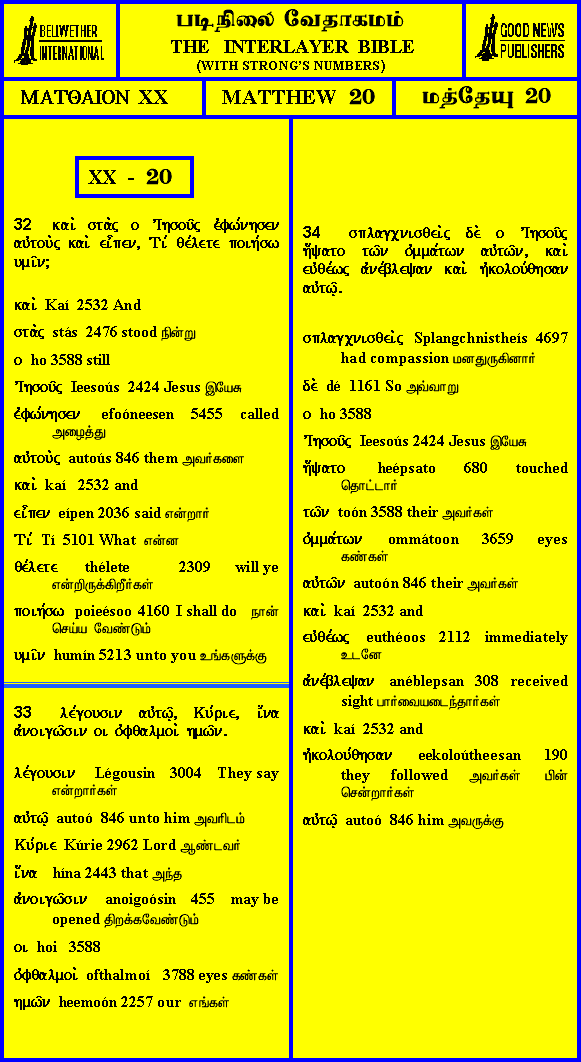 BELLWETHER
INTERNATIONAL
படிநிலை வேதாகமம்
THE INTERLAYER BIBLE
(WITH STRONG'S NUMBERS)
GOOD NEWS
PUBLISHERS
ΜΑΤΘΑΙΟΝ XX
MATTHEW 20
மத்தேயு 20
XX - 20
32 καὶ στὰς ο Ἰησοῦς ἐφώνησεν
αὐτοὺς καὶ εἶπεν, Τί θέλετε ποιήσω
υμῖν;
καὶ Kaí 2532 And
στὰς stás 2476 stood நின்று
ο ho 3588 still
Ἰησοῦς Ieesoús 2424 Jesus இயேசு
ἐφώνησεν efoóneesen 5455 called
அழைத்து
αὐτοὺς autoús 846 them அவர்களை
καὶ kaí 2532 and
εἶπεν eípen 2036 said என்றார்
Τί Tí 5101 What என்ன
θέλετε thélete 2309 will ye
என்றிருக்கிறீர்கள்
ποιήσω poieésoo 4160 I shall do நான்
செய்ய வேண்டும்
υμῖν humín 5213 unto you உங்களுக்கு
33 λέγουσιν αὐτῷ, Κύριε, ἵνα
ἀνοιγῶσιν οι ὀφθαλμοὶ ημῶν.
λέγουσιν Légousin 3004 They say
என்றார்கள்
αὐτῷ autoó 846 unto him அவரிடம்
Κύριε Kúrie 2962 Lord ஆண்டவர்
ἵνα hína 2443 that அந்த
ἀνοιγῶσιν anoigoósin 455 may be
opened திறக்கவேண்டும்
οι hoi 3588
ὀφθαλμοὶ ofthalmoí 3788 eyes கண்கள்
ημῶν heemoón 2257 our எங்கள்
34 σπλαγχνισθεὶς δὲ ο Ἰησοῦς
ἥψατο τῶν ὀμμάτων αὐτῶν, καὶ
εὐθέως ἀνέβλεψαν καὶ ἠκολούθησαν
αὐτῷ.
σπλαγχνισθεὶς Splangchnistheís 4697
had compassion மனதுருகினார்
δὲ dé 1161 So அவ்வாறு
ο ho 3588
Ἰησοῦς Ieesoús 2424 Jesus இயேசு
ἥψατο heépsato 680 touched
தொட்டார்
τῶν toón 3588 their அவர்கள்
ὀμμάτων ommátoon 3659 eyes
கண்கள்
αὐτῶν autoón 846 their அவர்கள்
καὶ kaí 2532 and
εὐθέως euthéoos 2112 immediately
உடனே
ἀνέβλεψαν anéblepsan 308 received
sight பார்வையடைந்தார்கள்
καὶ kaí 2532 and
ἠκολούθησαν eekoloútheesan 190
they followed அவர்கள் பின்
சென்றார்கள்
αὐτῷ autoó 846 him அவருக்கு